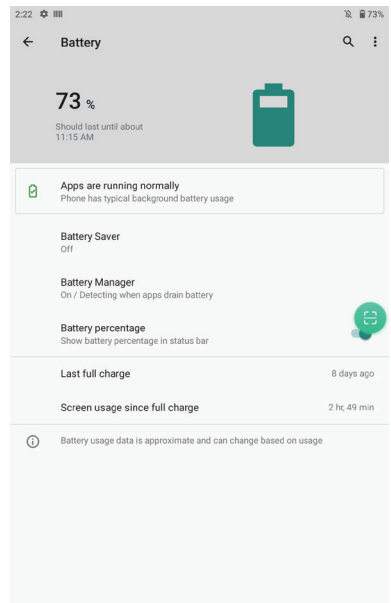 2:22 73%
Battery
73 %
Should last until about
11:15 AM
Apps are running normally
Phone has typical background battery usage
Battery Saver
Off
Battery Manager
On / Detecting when apps drain battery
Battery percentage
Show battery percentage in status bar
Last full charge 8 days ago
Screen usage since full charge 2 hr, 49 min
Battery usage data is approximate and can change based on usage